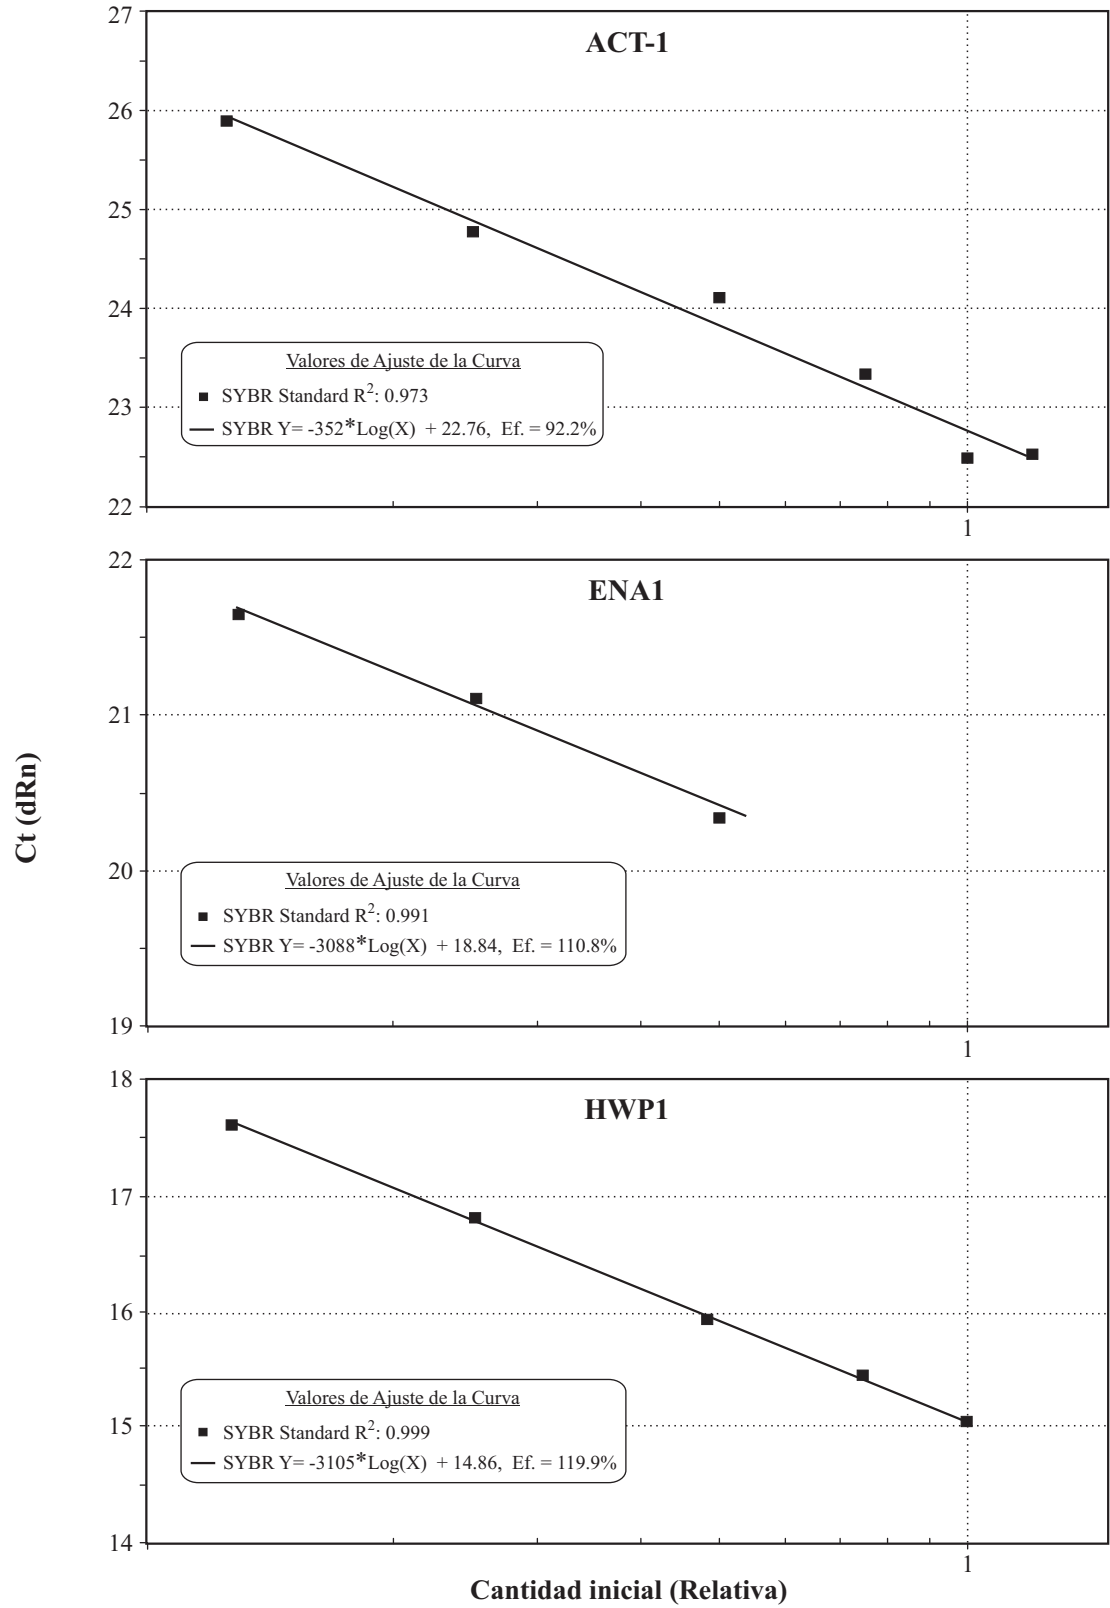 ACT-1
27
26
25
24
23
22
Valores de Ajuste de la Curva
SYBR Standard R²: 0.973
SYBR Y= -352*Log(X) + 22.76, Ef. = 92.2%
1
ENA1
22
21
20
19
Valores de Ajuste de la Curva
SYBR Standard R²: 0.991
SYBR Y= -3088*Log(X) + 18.84, Ef. = 110.8%
1
Ct (dRn)
HWP1
18
17
16
15
14
Valores de Ajuste de la Curva
SYBR Standard R²: 0.999
SYBR Y= -3105*Log(X) + 14.86, Ef. = 119.9%
1
Cantidad inicial (Relativa)